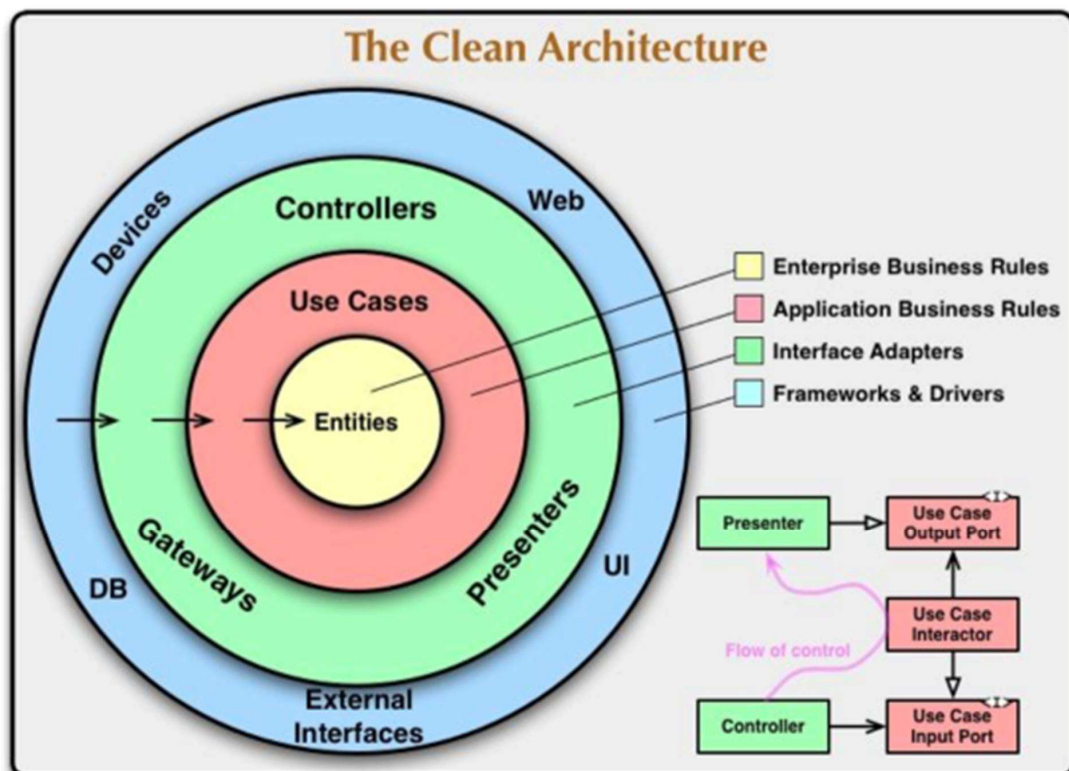 The Clean Architecture
Devices
Web
Controllers
Use Cases
Entities
Gateways
Presenters
DB
UI
External
Interfaces
Enterprise Business Rules
Application Business Rules
Interface Adapters
Frameworks & Drivers
Presenter
Use Case
Output Port
<I>
Use Case
Interactor
Flow of control
Controller
Use Case
Input Port
<I>